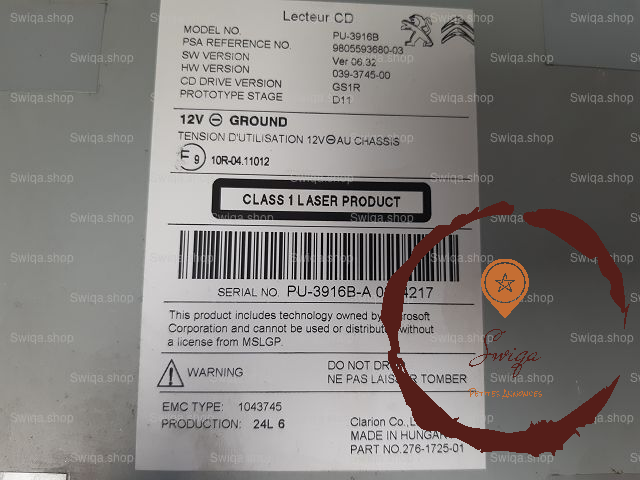 Lecteur CD
MODEL NO. PU-3916B
PSA REFERENCE NO. 9805593680-03
SW VERSION Ver 06.32
HW VERSION 039-3745-00
CD DRIVE VERSION GS1R
PROTOTYPE STAGE D11
12V ⊖ GROUND
TENSION D'UTILISATION 12V⊖AU CHASSIS
F9 10R-04.11012
CLASS 1 LASER PRODUCT
SERIAL NO. PU-3916B-A 4217
This product includes technology owned by
Corporation and cannot be used or without
a license from MSLGP.
WARNING
DO NOT
NE PAS TOMBER
EMC TYPE: 1043745
PRODUCTION: 24L 6
Clarion Co.,
MADE IN
PART NO.276-1725-01
Swiqa
PETITES ANNONCES
Swiqa.shop